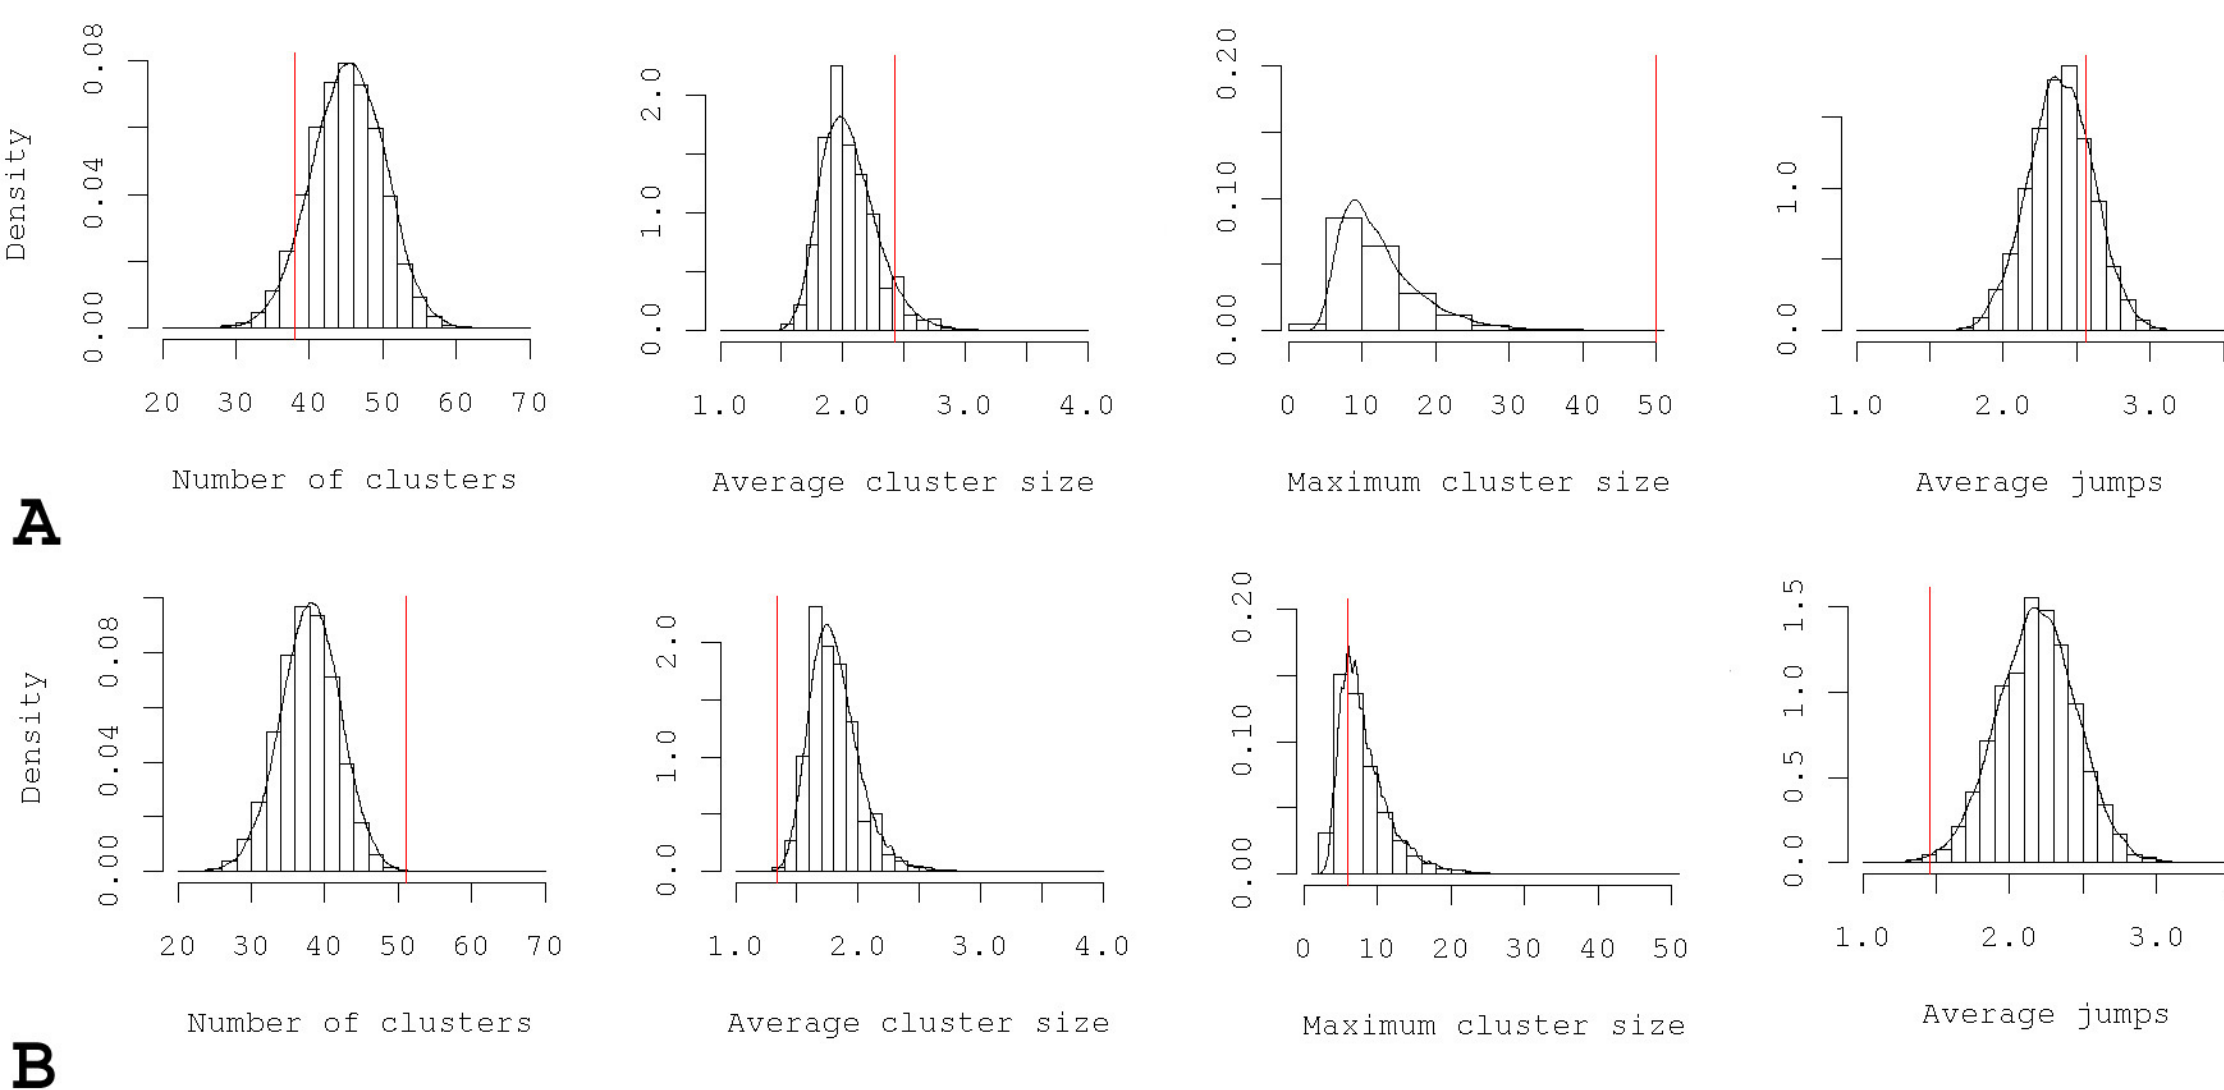 Density
0.00 0.04 0.08
20 30 40 50 60 70
Number of clusters
0.0 1.0 2.0
1.0 2.0 3.0 4.0
Average cluster size
0.00 0.10 0.20
0 10 20 30 40 50
Maximum cluster size
0.0 1.0
1.0 2.0 3.0
Average jumps
A
Density
0.00 0.04 0.08
20 30 40 50 60 70
Number of clusters
0.0 1.0 2.0
1.0 2.0 3.0 4.0
Average cluster size
0.00 0.10 0.20
0 10 20 30 40 50
Maximum cluster size
0.0 0.5 1.0 1.5
1.0 2.0 3.0
Average jumps
B